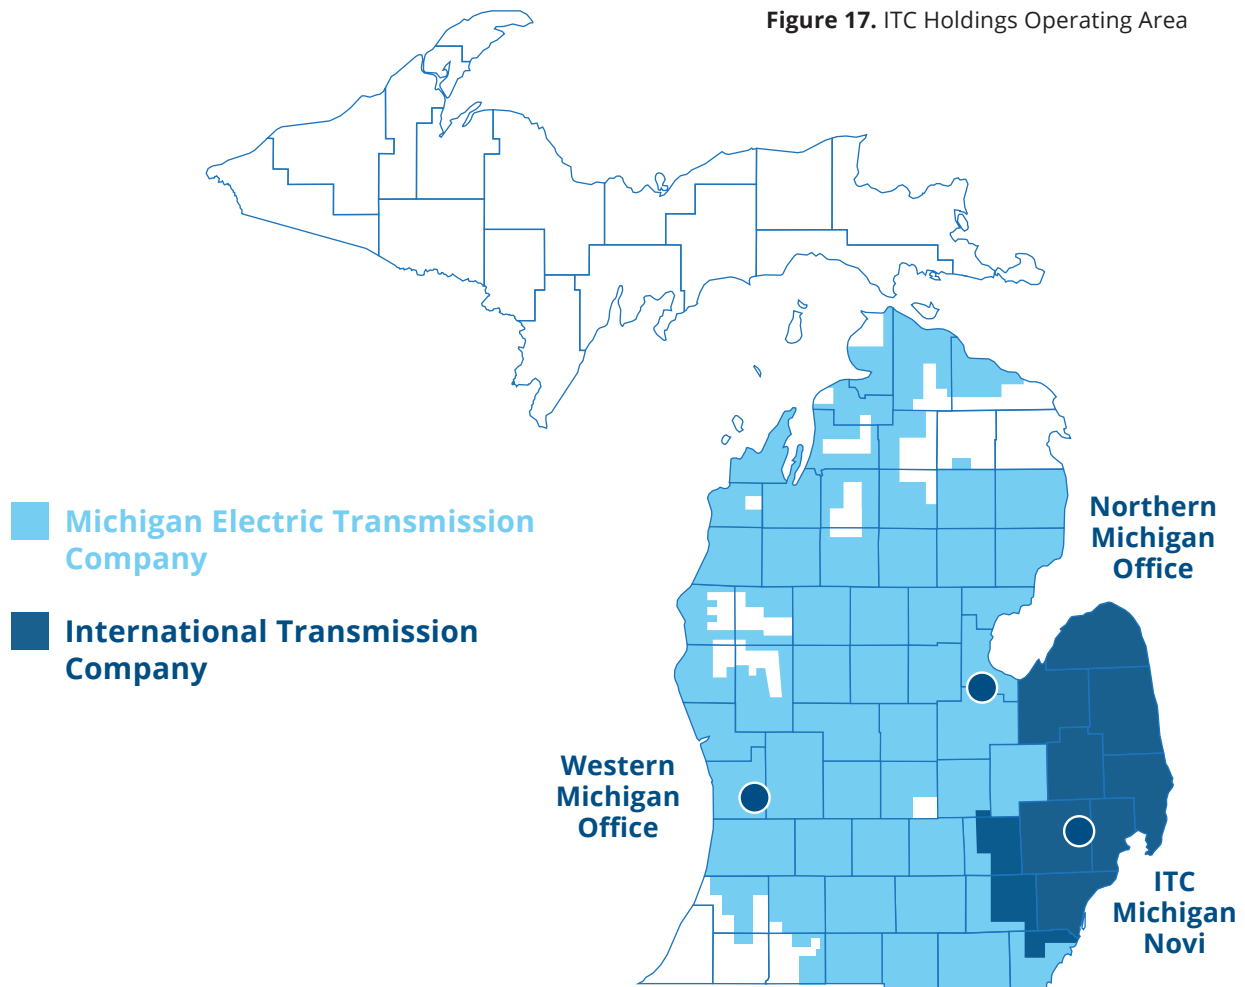 Figure 17. ITC Holdings Operating Area
Michigan Electric Transmission
Company
International Transmission
Company
Northern
Michigan
Office
Western
Michigan
Office
ITC
Michigan
Novi